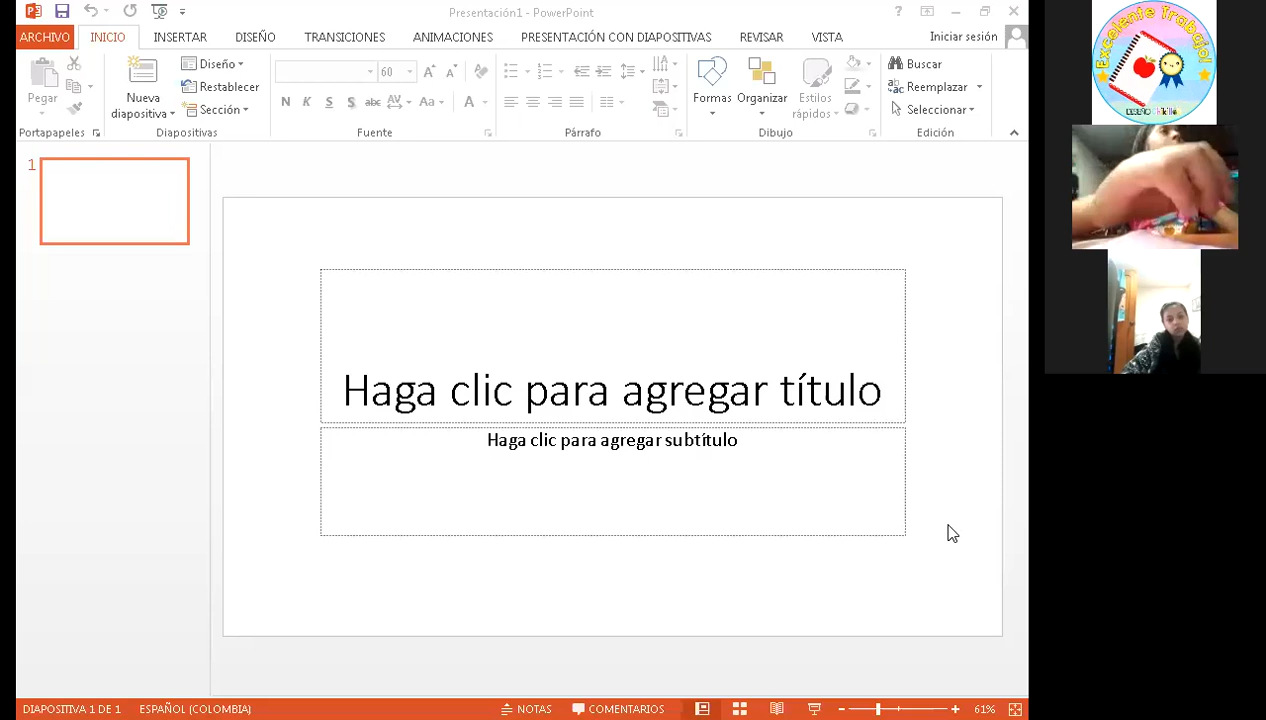 Presentación1 - PowerPoint
?
ARCHIVO INICIO INSERTAR DISEÑO TRANSICIONES ANIMACIONES PRESENTACIÓN CON DIAPOSITIVAS REVISAR VISTA Iniciar sesión
Pegar
Portapapeles
Nueva
diapositiva
Diseño
Restablecer
Sección
Diapositivas
60
N K S S abc AV Aa A
Fuente
Párrafo
Formas
Organizar
Estilos
rápidos
Dibujo
Buscar
Reemplazar
Seleccionar
Edición
1
Haga clic para agregar título
Haga clic para agregar subtítulo
DIAPOSITIVA 1 DE 1 ESPAÑOL (COLOMBIA) NOTAS COMENTARIOS 61%
Excelente Trabajo!